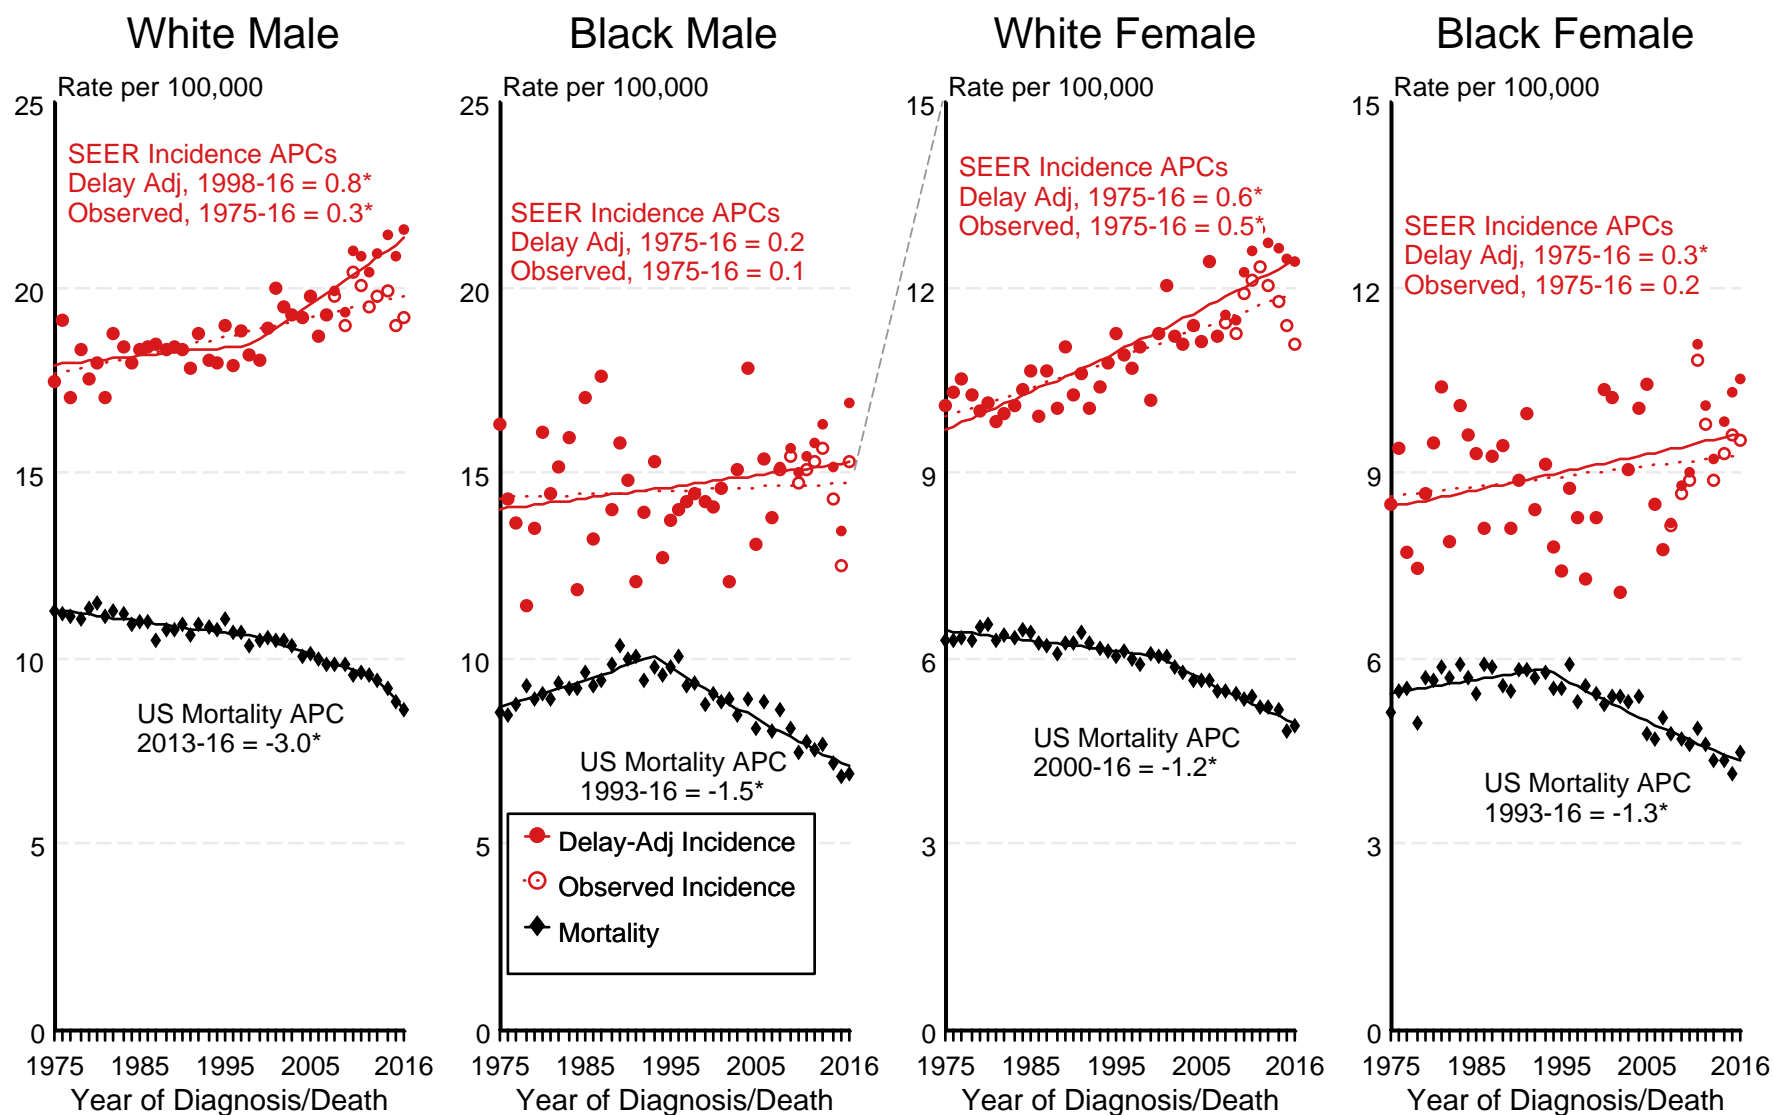 White Male
Rate per 100,000
25
20
15
10
5
0
SEER Incidence APCs
Delay Adj, 1998-16 = 0.8*
Observed, 1975-16 = 0.3*
US Mortality APC
2013-16 = -3.0*
1975 1985 1995 2005 2016
Year of Diagnosis/Death
Black Male
Rate per 100,000
25
20
15
10
5
0
SEER Incidence APCs
Delay Adj, 1975-16 = 0.2
Observed, 1975-16 = 0.1
US Mortality APC
1993-16 = -1.5*
Delay-Adj Incidence
Observed Incidence
Mortality
1975 1985 1995 2005 2016
Year of Diagnosis/Death
White Female
Rate per 100,000
15
12
9
6
3
0
SEER Incidence APCs
Delay Adj, 1975-16 = 0.6*
Observed, 1975-16 = 0.5*
US Mortality APC
2000-16 = -1.2*
1975 1985 1995 2005 2016
Year of Diagnosis/Death
Black Female
Rate per 100,000
15
12
9
6
3
0
SEER Incidence APCs
Delay Adj, 1975-16 = 0.3*
Observed, 1975-16 = 0.2
US Mortality APC
1993-16 = -1.3*
1975 1985 1995 2005 2016
Year of Diagnosis/Death